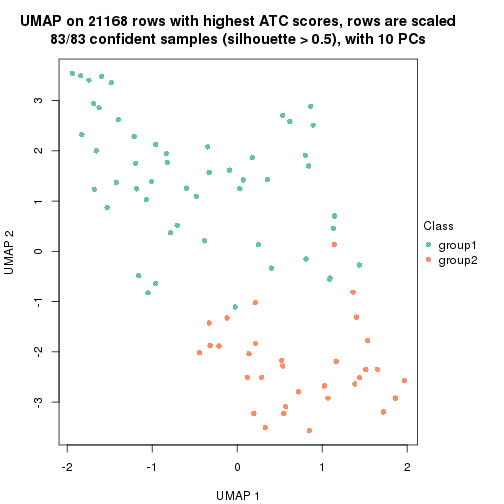 UMAP on 21168 rows with highest ATC scores, rows are scaled
83/83 confident samples (silhouette > 0.5), with 10 PCs
3
2
1
0
-1
-2
-3
UMAP 2
-2
-1
0
1
2
UMAP 1
Class
group1
group2